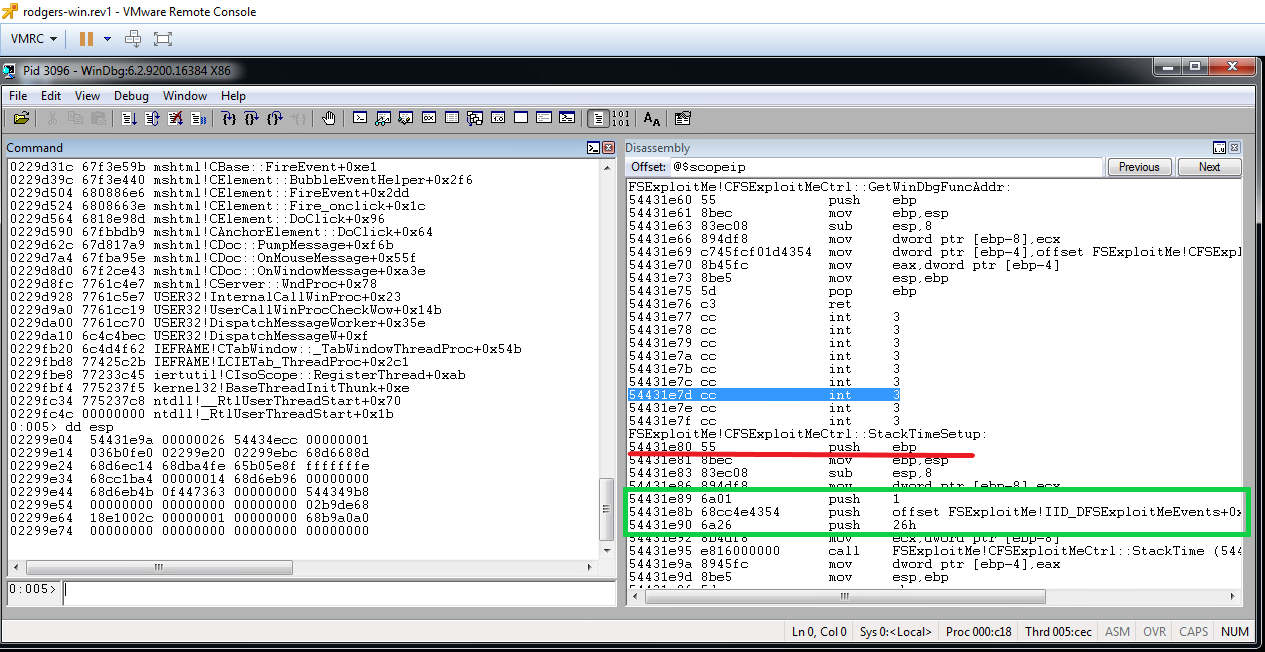 rodgers-win.rev1 - VMware Remote Console
VMRC
Pid 3096 - WinDbg:6.2.9200.16384 X86
File Edit View Debug Window Help
Command
0229d31c 67f3e59b mshtml!CBase::FireEvent+0xe1
0229d39c 67f3e440 mshtml!CElement::BubbleEventHelper+0x2f6
0229d504 680886e6 mshtml!CElement::FireEvent+0x2dd
0229d524 6808663e mshtml!CElement::Fire_onclick+0x1c
0229d564 6818e98d mshtml!CElement::DoClick+0x96
0229d590 67fbbdb9 mshtml!CAnchorElement::DoClick+0x64
0229d62c 67d817a9 mshtml!CDoc::PumpMessage+0xf6b
0229d7a4 67fba95e mshtml!CDoc::OnMouseMessage+0x55f
0229d8d0 67f2ce43 mshtml!CDoc::OnWindowMessage+0xa3e
0229d8fc 7761c4e7 mshtml!CServer::WndProc+0x78
0229d928 7761c5e7 USER32!InternalCallWinProc+0x23
0229d9a0 7761cc19 USER32!UserCallWinProcCheckWow+0x14b
0229da00 7761cc70 USER32!DispatchMessageWorker+0x35e
0229da10 6c4c4bec USER32!DispatchMessageW+0xf
0229fb20 6c4d4f62 IEFRAME!CTabWindow::_TabWindowThreadProc+0x54b
0229fbd8 77425c2b IEFRAME!LCIETab_ThreadProc+0x2c1
0229fbe8 77233c45 iertutil!CIsoScope::RegisterThread+0xab
0229fbf4 775237f5 kernel32!BaseThreadInitThunk+0xe
0229fc34 775237c8 ntdll!__RtlUserThreadStart+0x70
0229fc4c 00000000 ntdll!_RtlUserThreadStart+0x1b
0:005> dd esp
02299e04 54431e9a 00000026 54434ecc 00000001
02299e14 036b0fe0 02299e20 02299ebc 68d6688d
02299e24 68d6ec14 68dba4fe 65b05e8f fffffffe
02299e34 68cc1ba4 00000014 68d6eb96 00000000
02299e44 68d6eb4b 0f447363 00000000 544349b8
02299e54 00000000 00000000 00000000 02b9de68
02299e64 18e1002c 00000001 00000000 68b9a0a0
02299e74 00000000 00000000 00000000 00000000
0:005>
Disassembly
Offset: @$scopeip Previous Next
FSExploitMe!CFSExploitMeCtrl::GetWinDbgFuncAddr:
54431e60 55 push ebp
54431e61 8bec mov ebp,esp
54431e63 83ec08 sub esp,8
54431e66 894df8 mov dword ptr [ebp-8],ecx
54431e69 c745fcf01d4354 mov dword ptr [ebp-4],offset FSExploitMe!CFSExpl
54431e70 8b45fc mov eax,dword ptr [ebp-4]
54431e73 8be5 mov esp,ebp
54431e75 5d pop ebp
54431e76 c3 ret
54431e77 cc int 3
54431e78 cc int 3
54431e79 cc int 3
54431e7a cc int 3
54431e7b cc int 3
54431e7c cc int 3
54431e7d cc int 3
54431e7e cc int 3
54431e7f cc int 3
FSExploitMe!CFSExploitMeCtrl::StackTimeSetup:
54431e80 55 push ebp
54431e81 8bec mov ebp,esp
54431e83 83ec08 sub esp,8
54431e86 894df8 mov dword ptr [ebp-8],ecx
54431e89 6a01 push 1
54431e8b 68cc4e4354 push offset FSExploitMe!IID_DFSExploitMeEvents+0x
54431e90 6a26 push 26h
54431e92 8b4df8 mov ecx,dword ptr [ebp-8]
54431e95 e816000000 call FSExploitMe!CFSExploitMeCtrl::StackTime (544
54431e9a 8945fc mov dword ptr [ebp-4],eax
54431e9d 8be5 mov esp,ebp
Ln 0, Col 0 Sys 0:<Local> Proc 000:c18 Thrd 005:cec ASM OVR CAPS NUM